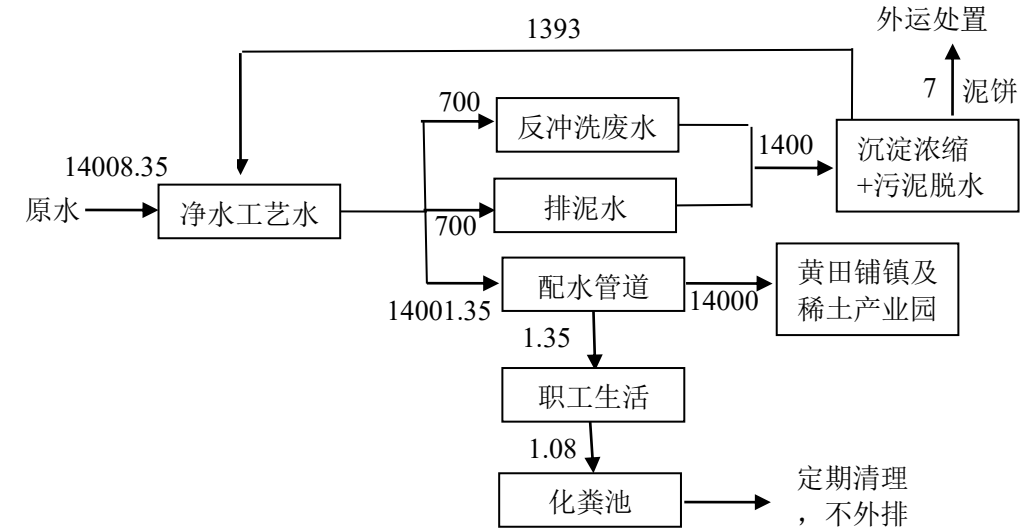 1393
外运处置
7 泥饼
700
反冲洗废水
1400
沉淀浓缩
+污泥脱水
14008.35
原水
净水工艺水
排泥水
700
配水管道
14001.35
14000
黄田铺镇及
稀土产业园
1.35
职工生活
1.08
化粪池
定期清理
，不外排